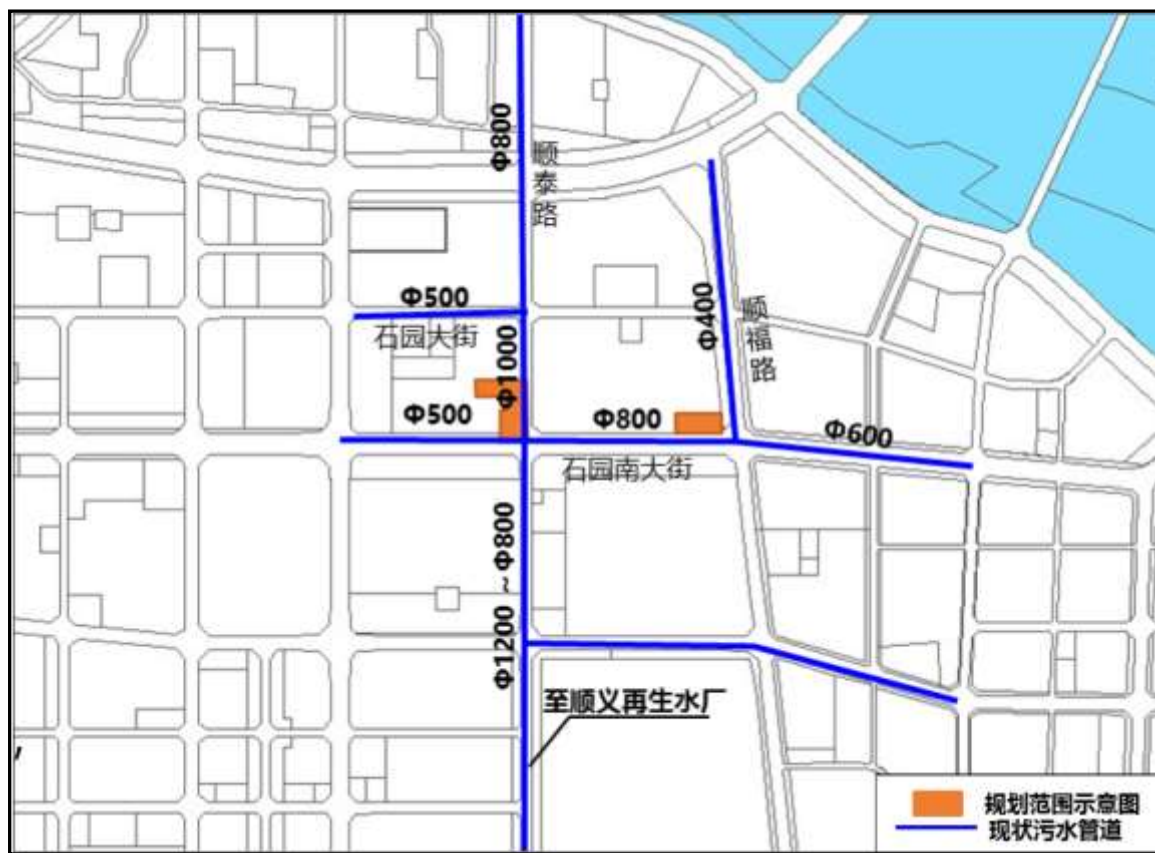 Φ800
顺泰路
Φ500
石园大街
Φ1000
Φ400
顺福路
Φ500
Φ800
Φ600
石园南大街
Φ1200 ~ Φ800
至顺义再生水厂
规划范围示意图
现状污水管道